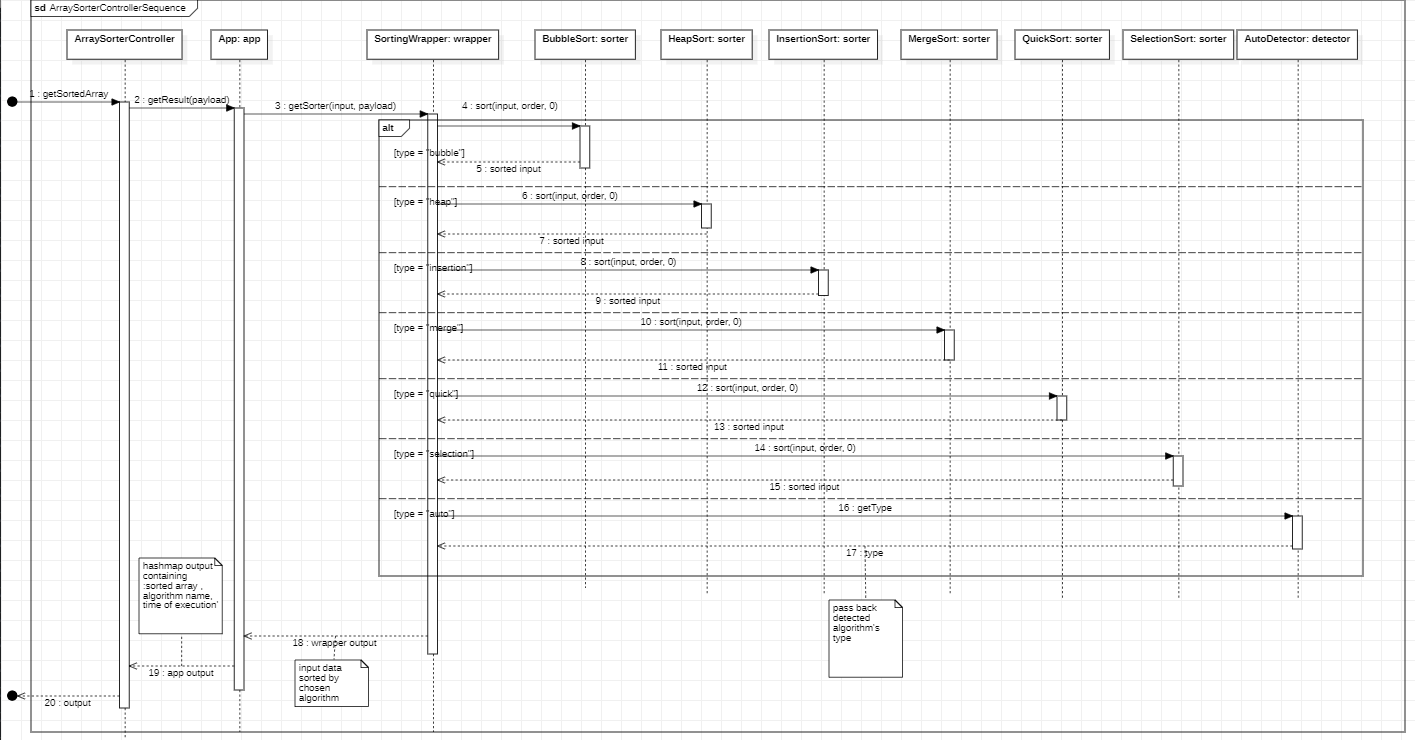 sd ArraySorterControllerSequence
ArraySorterController
App: app
SortingWrapper: wrapper
BubbleSort: sorter
HeapSort: sorter
InsertionSort: sorter
MergeSort: sorter
QuickSort: sorter
SelectionSort: sorter
AutoDetector: detector
1 : getSortedArray
2 : getResult(payload)
3 : getSorter(input, payload)
4 : sort(input, order, 0)
alt
[type = "bubble"]
5 : sorted input
6 : sort(input, order, 0)
[type = "heap"]
7 : sorted input
8 : sort(input, order, 0)
[type = "insertion"]
9 : sorted input
10 : sort(input, order, 0)
[type = "merge"]
11 : sorted input
12 : sort(input, order, 0)
[type = "quick"]
13 : sorted input
14 : sort(input, order, 0)
[type = "selection"]
15 : sorted input
16 : getType
[type = "auto"]
17 : type
hashmap output
containing
:sorted array ,
algorithm name,
time of execution'
pass back
detected
algorithm's
type
18 : wrapper output
input data
sorted by
chosen
algorithm
19 : app output
20 : output